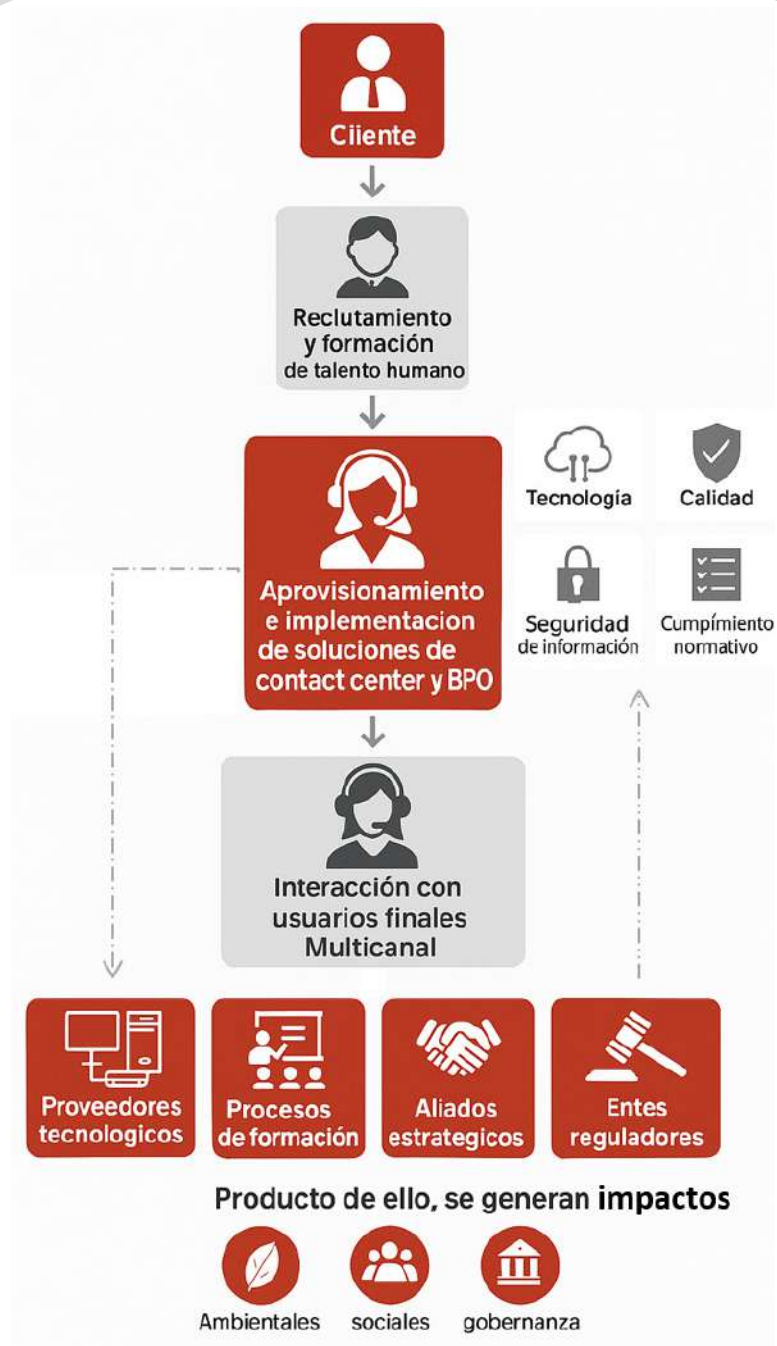 Ciiente
Reclutamiento
y formación
de talento humano
Tecnología
Calidad
Aprovisionamiento
e implementacion
de soluciones de
contact center y BPO
Seguridad
de información
Cumpímiento
normativo
Interacción con
usuarios finales
Multicanal
Proveedores
tecnologicos
Procesos
de formación
Aliados
estrategicos
Entes
reguladores
Producto de ello, se generan impactos
Ambientales
sociales
gobernanza